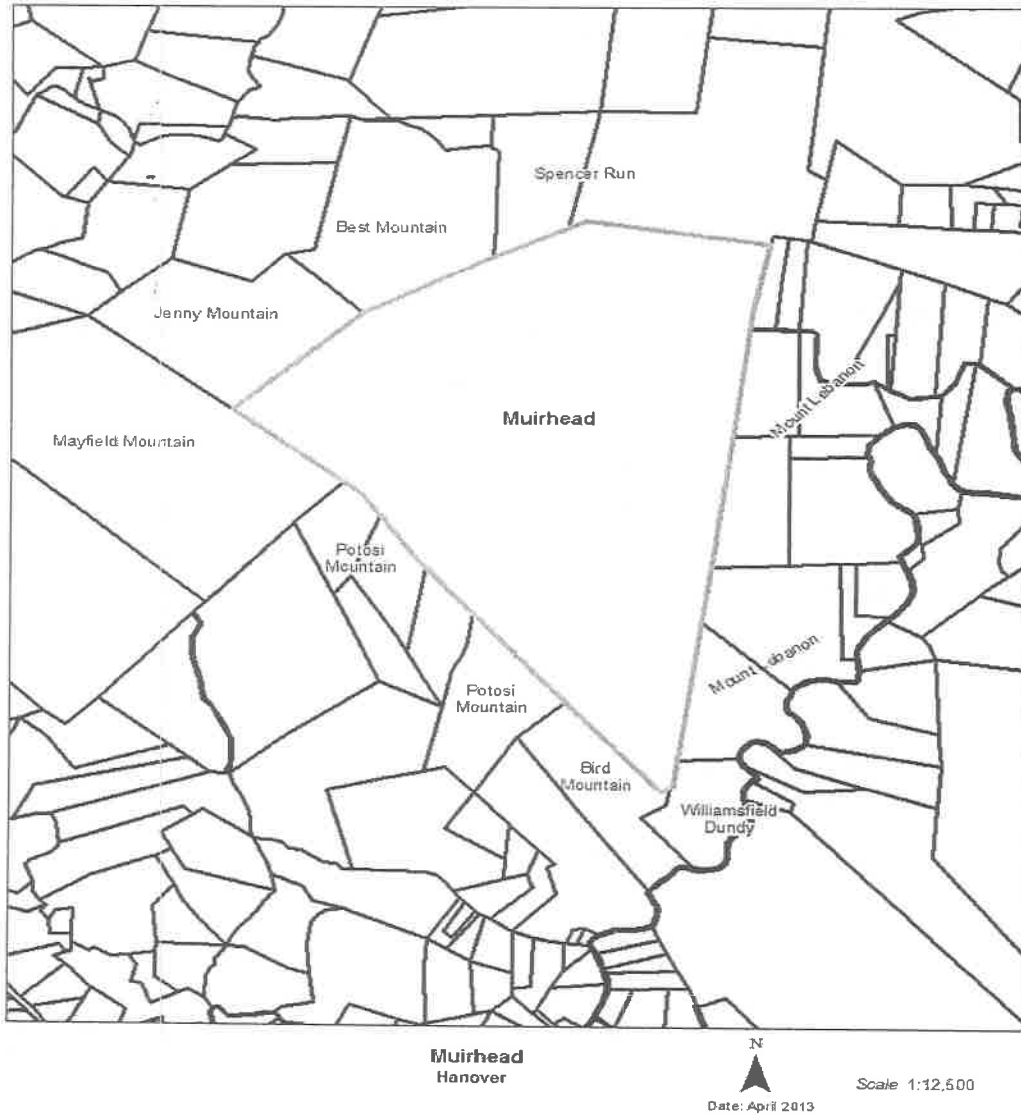 Spencer Run
Best Mountain
Jenny Mountain
Muirhead
Mount Lebanon
Mayfield Mountain
Potosi
Mountain
Mount Lebanon
Potosi
Mountain
Bird
Mountain
Williamsfield
Dundy
Muirhead
Hanover
N
Scale 1:12,500
Date: April 2013